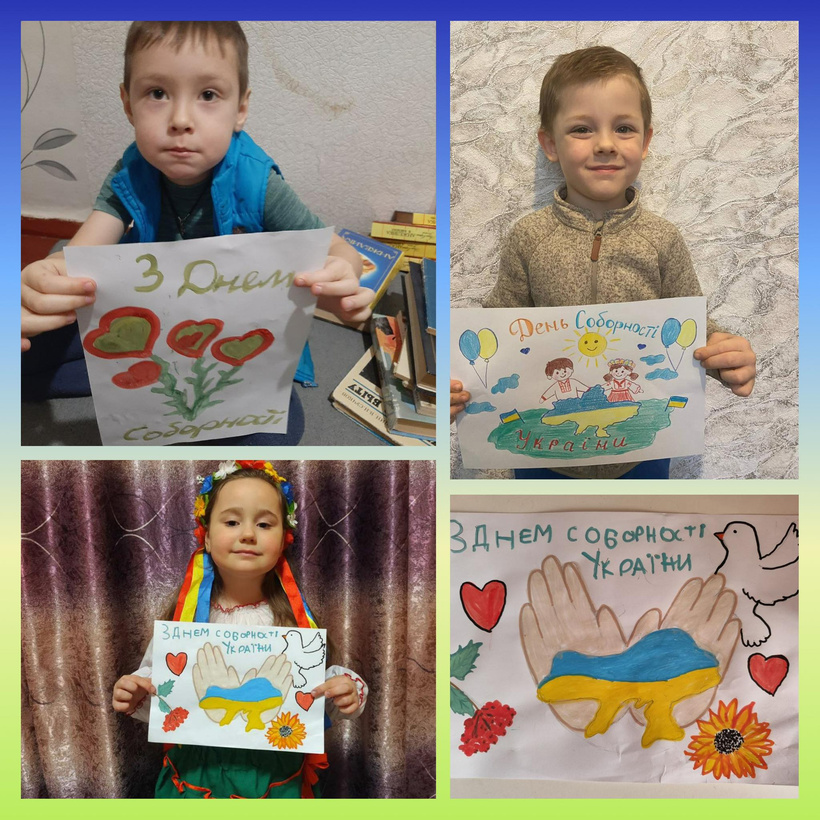 З Днем
Соборності
День Соборності
України
З ДНЕМ СОБОРНОСТІ
УКРАЇНИ
З ДНЕМ СОБОРНОСТІ
УКРАЇНИ